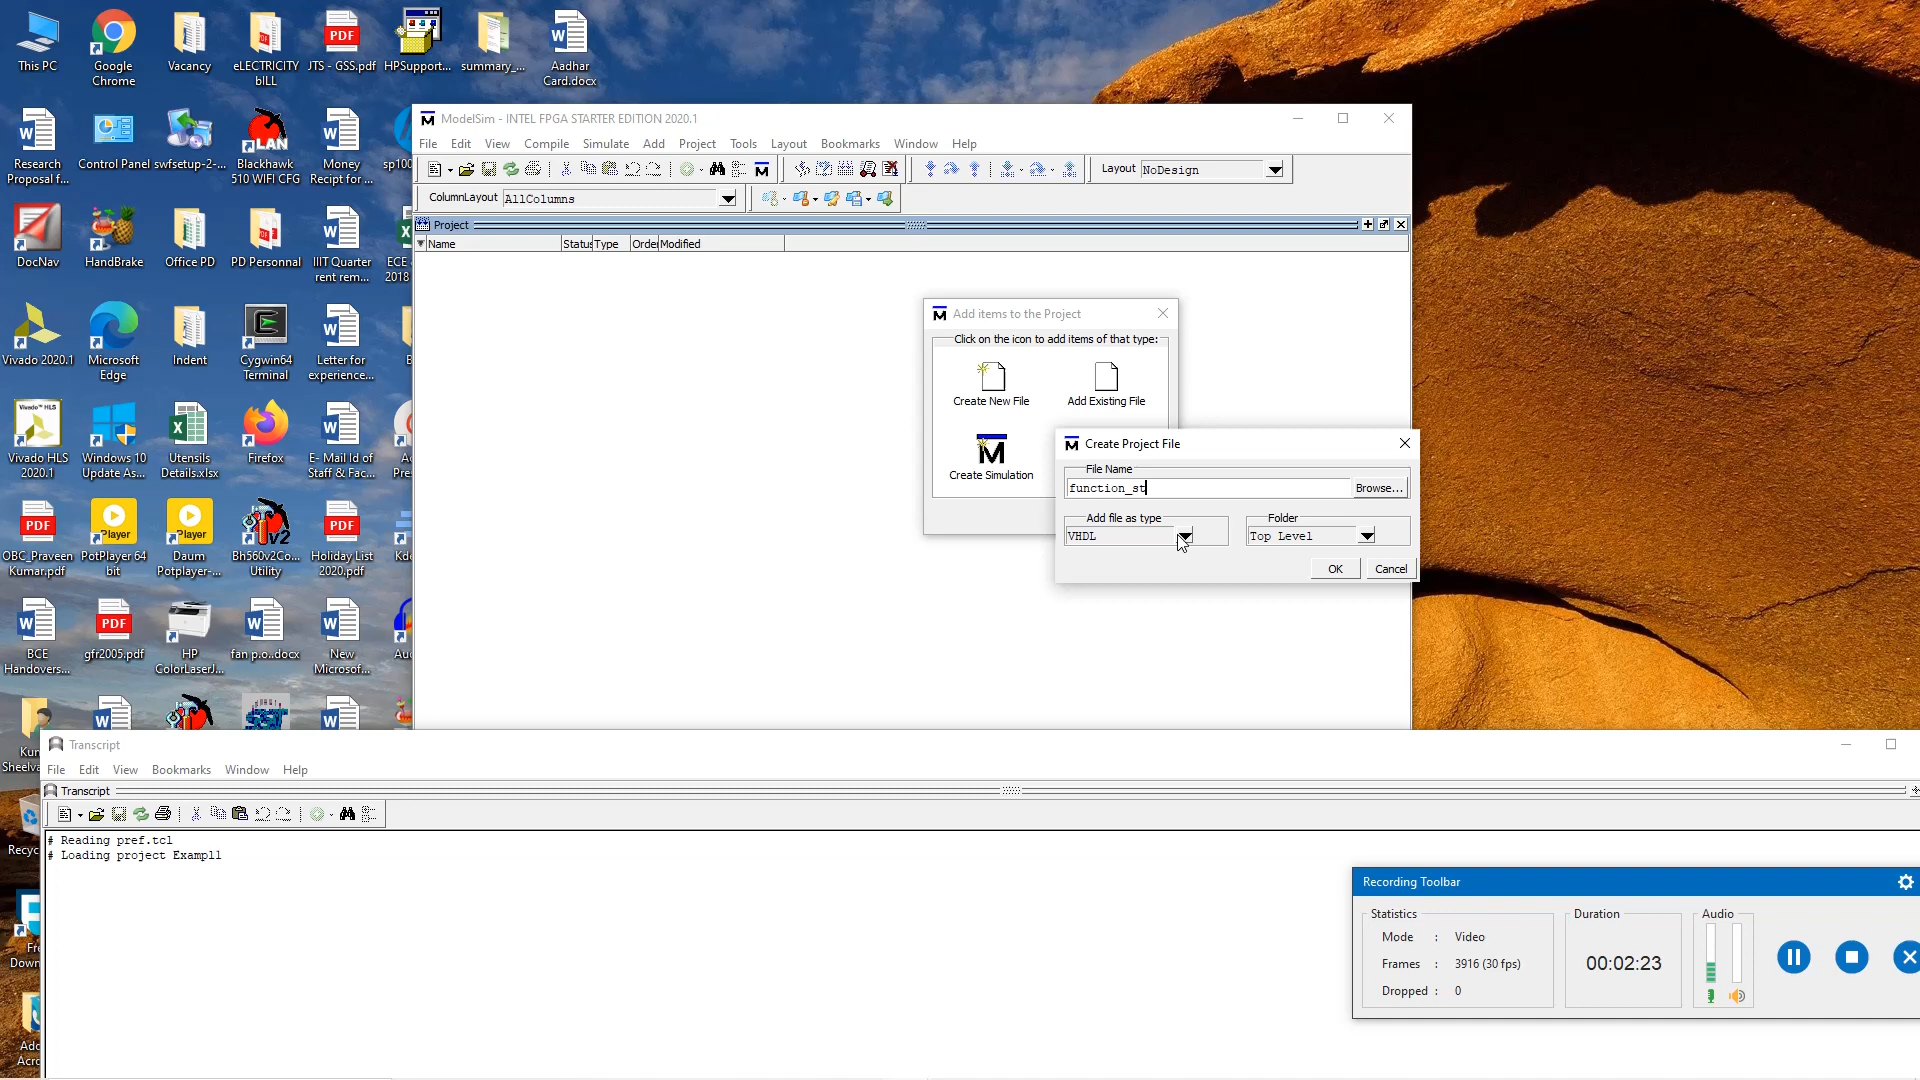 This PC
Google Chrome
Vacancy
eLECTRICITY bILL
JTS - GSS.pdf
HPSupport...
summary_...
Aadhar Card.docx
Research Proposal f...
Control Panel
swfsetup-2-...
Blackhawk 510 WIFI CFG
Money Recipt for ...
DocNav
HandBrake
Office PD
PD Personnal
IIIT Quarter rent rem...
Vivado 2020.1
Microsoft Edge
Indent
Cygwin64 Terminal
Letter for experience...
Vivado HLS 2020.1
Windows 10 Update As...
Utensils Details.xlsx
Firefox
E- Mail Id of Staff & Fac...
OBC_Praveen Kumar.pdf
PotPlayer 64 bit
Daum Potplayer-...
Bh560v2Co... Utility
Holiday List 2020.pdf
BCE Handovers...
gfr2005.pdf
HP ColorLaserJ...
fan p.o..docx
New Microsof...
ModelSim - INTEL FPGA STARTER EDITION 2020.1
File Edit View Compile Simulate Add Project Tools Layout Bookmarks Window Help
Layout NoDesign
ColumnLayout AllColumns
Project
Name Status Type Order Modified
Add items to the Project
Click on the icon to add items of that type:
Create New File
Add Existing File
Create Simulation
Create Project File
File Name
function_st
Browse...
Add file as type
VHDL
Folder
Top Level
OK
Cancel
Transcript
File Edit View Bookmarks Window Help
Transcript
# Reading pref.tcl
# Loading project Exampl1
Recording Toolbar
Statistics
Mode : Video
Frames : 3916 (30 fps)
Dropped : 0
Duration
00:02:23
Audio